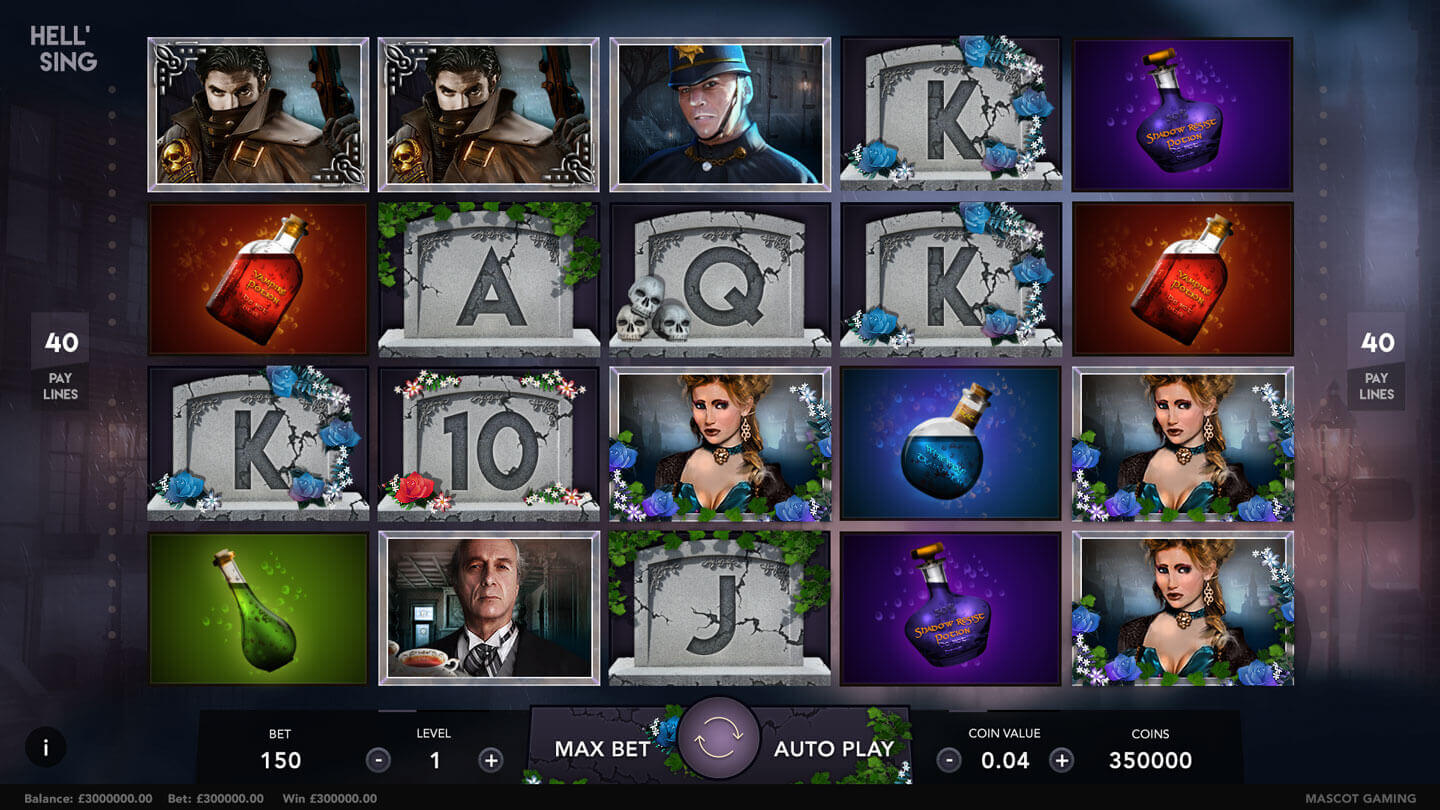 HELL'
SING
K
SHADOW RESIST
POTION
A
Q
K
VAMPIRE
POTION
VAMPIRE
POTION
40
PAY
LINES
40
PAY
LINES
K
10
J
SHADOW RESIST
POTION
BET
150
LEVEL
-
1
+
MAX BET
AUTO PLAY
COIN VALUE
-
0.04
+
COINS
350000
i
Balance: £3000000.00 Bet: £300000.00 Win £300000.00
MASCOT GAMING